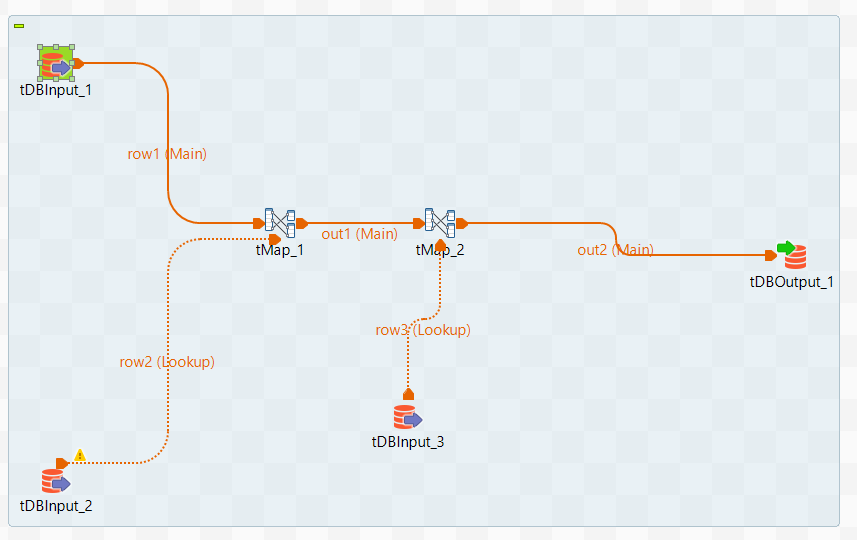 tDBInput_1
row1 (Main)
out1 (Main)
tMap_1
tMap_2
out2 (Main)
tDBOutput_1
row3 (Lookup)
row2 (Lookup)
tDBInput_3
tDBInput_2